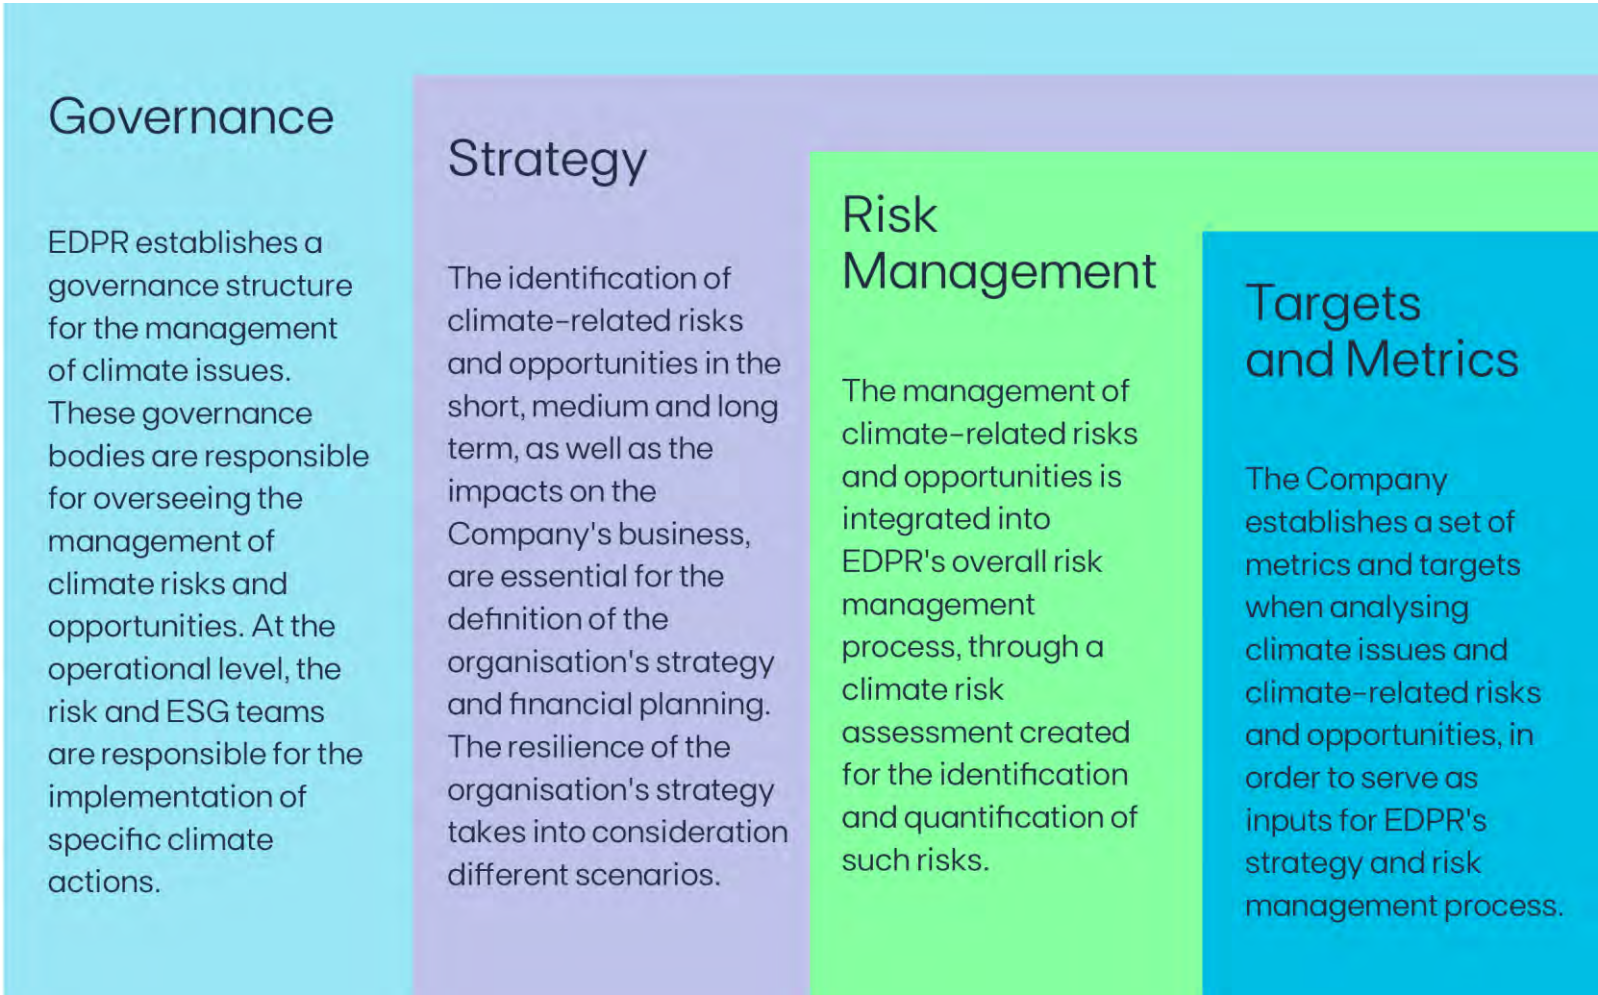 Governance
EDPR establishes a
governance structure
for the management
of climate issues.
These governance
bodies are responsible
for overseeing the
management of
climate risks and
opportunities. At the
operational level, the
risk and ESG teams
are responsible for the
implementation of
specific climate
actions.
Strategy
The identification of
climate-related risks
and opportunities in the
short, medium and long
term, as well as the
impacts on the
Company's business,
are essential for the
definition of the
organisation's strategy
and financial planning.
The resilience of the
organisation's strategy
takes into consideration
different scenarios.
Risk
Management
The management of
climate-related risks
and opportunities is
integrated into
EDPR's overall risk
management
process, through a
climate risk
assessment created
for the identification
and quantification of
such risks.
Targets
and Metrics
The Company
establishes a set of
metrics and targets
when analysing
climate issues and
climate-related risks
and opportunities, in
order to serve as
inputs for EDPR's
strategy and risk
management process.